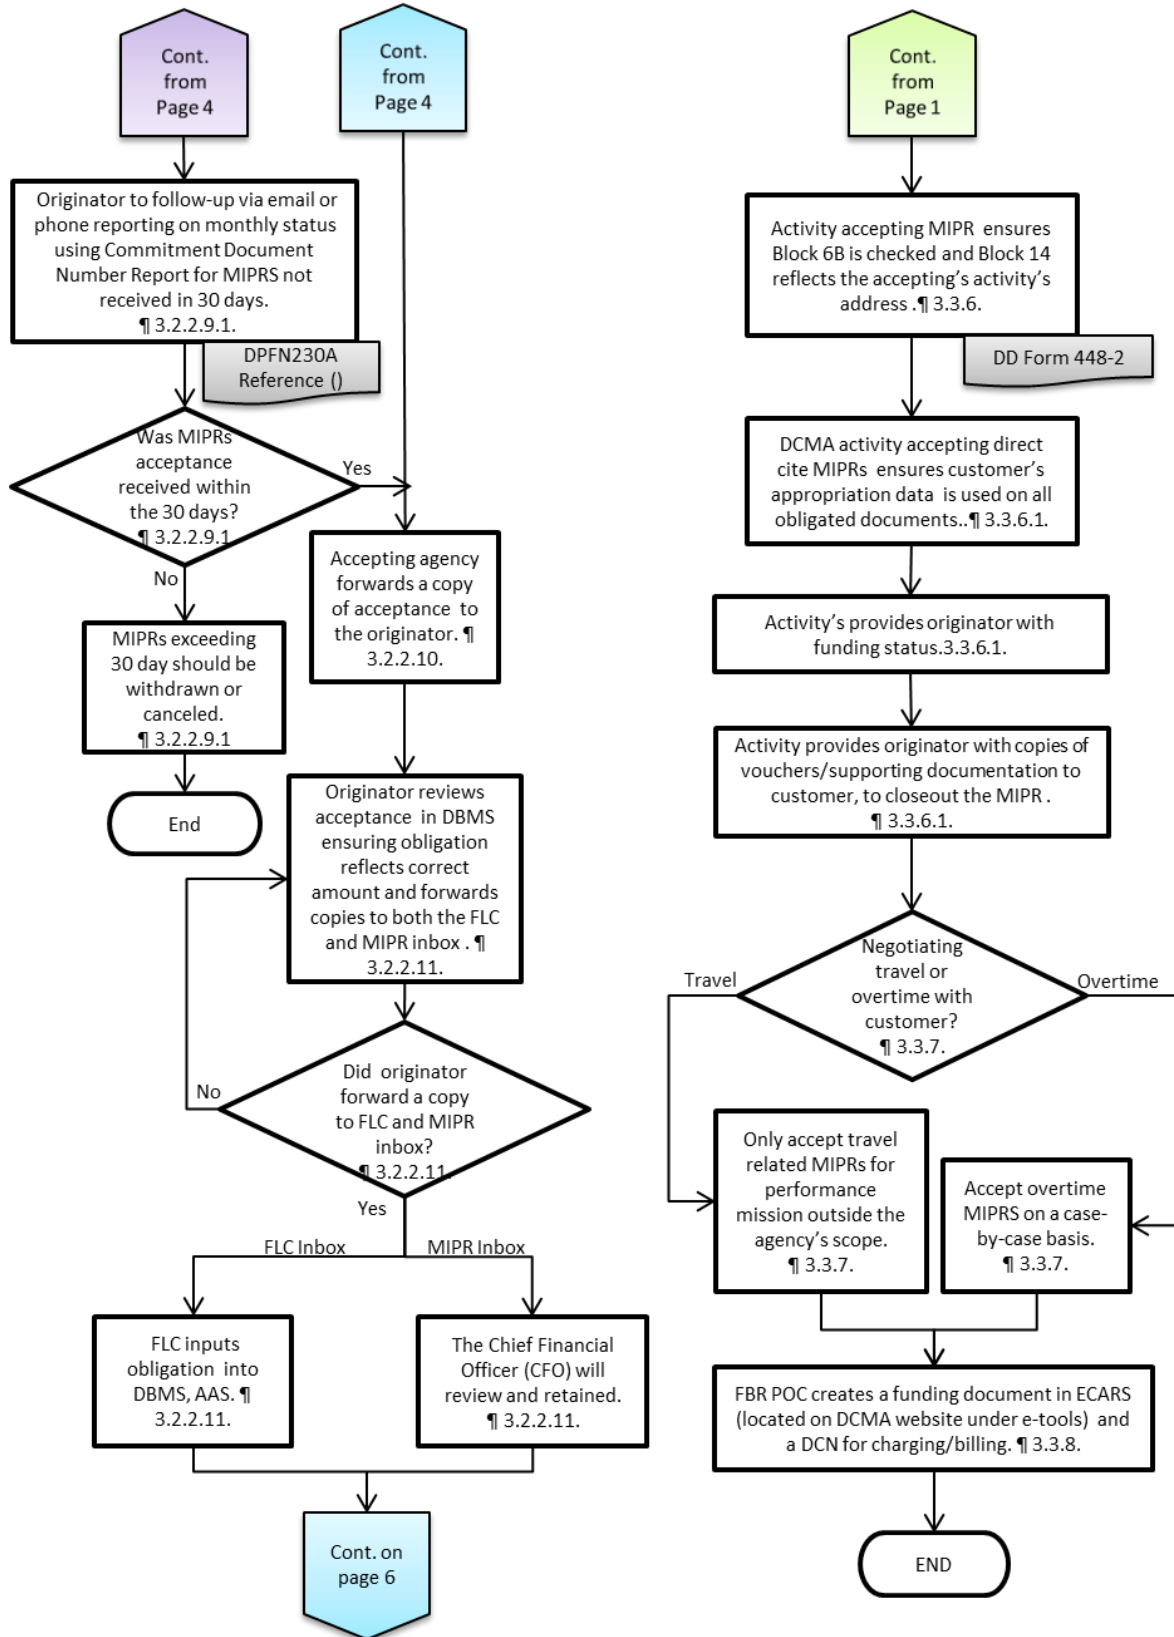 Cont.
from
Page 4
Cont.
from
Page 4
Originator to follow-up via email or
phone reporting on monthly status
using Commitment Document
Number Report for MIPRS not
received in 30 days.
¶ 3.2.2.9.1.
DPFN230A
Reference ()
Was MIPRs
acceptance
received within
the 30 days?
¶ 3.2.2.9.1
Yes
No
MIPRs exceeding
30 day should be
withdrawn or
canceled.
¶ 3.2.2.9.1
End
Accepting agency
forwards a copy
of acceptance to
the originator. ¶
3.2.2.10.
Originator reviews
acceptance in DBMS
ensuring obligation
reflects correct
amount and forwards
copies to both the FLC
and MIPR inbox . ¶
3.2.2.11.
Did originator
forward a copy
to FLC and MIPR
inbox?
¶ 3.2.2.11.
No
Yes
FLC Inbox
MIPR Inbox
FLC inputs
obligation into
DBMS, AAS. ¶
3.2.2.11.
The Chief Financial
Officer (CFO) will
review and retained.
¶ 3.2.2.11.
Cont. on
page 6
Cont.
from
Page 1
Activity accepting MIPR ensures
Block 6B is checked and Block 14
reflects the accepting's activity's
address .¶ 3.3.6.
DD Form 448-2
DCMA activity accepting direct
cite MIPRs ensures customer's
appropriation data is used on all
obligated documents..¶ 3.3.6.1.
Activity's provides originator with
funding status.3.3.6.1.
Activity provides originator with copies of
vouchers/supporting documentation to
customer, to closeout the MIPR .
¶ 3.3.6.1.
Negotiating
travel or
overtime with
customer?
¶ 3.3.7.
Travel
Overtime
Only accept travel
related MIPRs for
performance
mission outside the
agency's scope.
¶ 3.3.7.
Accept overtime
MIPRS on a case-
by-case basis.
¶ 3.3.7.
FBR POC creates a funding document in ECARS
(located on DCMA website under e-tools) and
a DCN for charging/billing. ¶ 3.3.8.
END